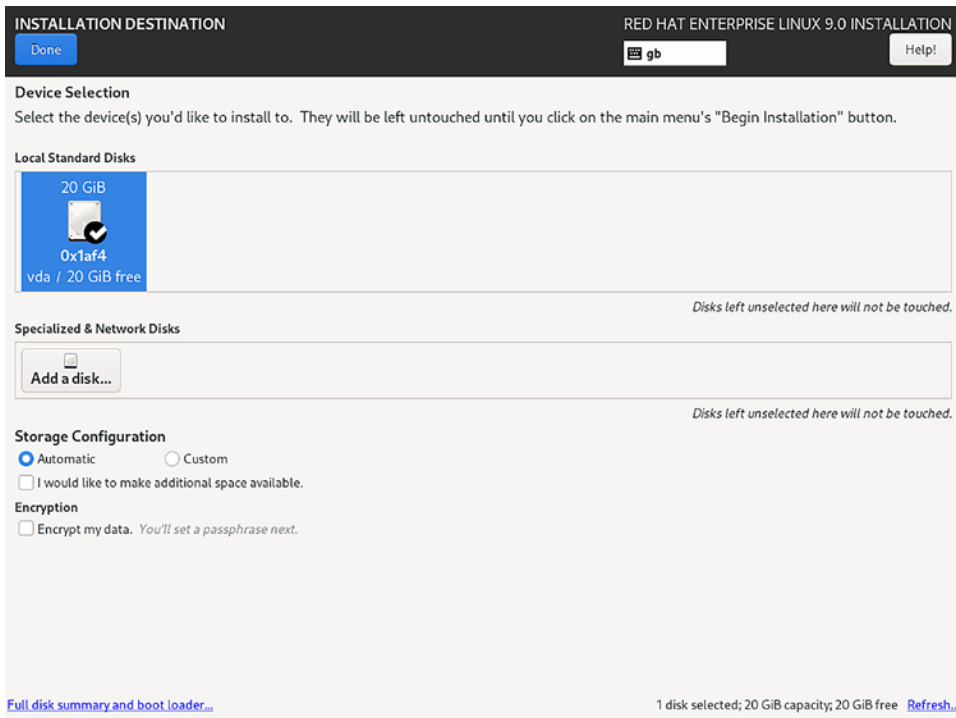 INSTALLATION DESTINATION
RED HAT ENTERPRISE LINUX 9.0 INSTALLATION
Done
gb
Help!
Device Selection
Select the device(s) you'd like to install to. They will be left untouched until you click on the main menu's "Begin Installation" button.
Local Standard Disks
20 GiB
0x1af4
vda / 20 GiB free
Disks left unselected here will not be touched.
Specialized & Network Disks
Add a disk...
Disks left unselected here will not be touched.
Storage Configuration
Automatic
Custom
I would like to make additional space available.
Encryption
Encrypt my data. You'll set a passphrase next.
Full disk summary and boot loader...
1 disk selected; 20 GiB capacity; 20 GiB free Refresh..